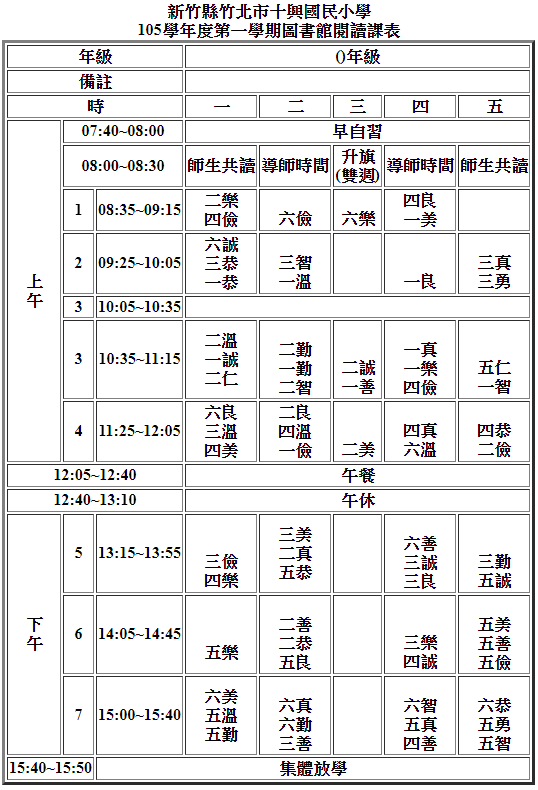 新竹縣竹北市十興國民小學
105學年度第一學期圖書館閱讀課表
年級 0年級
備註
時 一 二 三 四 五
上午
07:40~08:00 早自習
08:00~08:30 師生共讀 導師時間 升旗(雙週) 導師時間 師生共讀
1 08:35~09:15 二樂 四儉 六儉 六樂 四良 一美
2 09:25~10:05 六誠 三恭 一恭 三智 一溫 一良 三真 三勇
3 10:05~10:35
3 10:35~11:15 二溫 一誠 二仁 二勤 一勤 二智 二誠 一善 一真 一樂 四儉 五仁 一智
4 11:25~12:05 六良 三溫 四美 二良 四溫 一儉 二美 四真 六溫 四恭 二儉
12:05~12:40 午餐
12:40~13:10 午休
下午
5 13:15~13:55 三儉 四樂 三美 二真 五恭 六善 三誠 三良 三勤 五誠
6 14:05~14:45 五樂 二善 二恭 五良 三樂 四誠 五美 五善 五儉
7 15:00~15:40 六美 五溫 五勤 六真 六勤 三善 六智 五真 四善 六恭 五勇 五智
15:40~15:50 集體放學